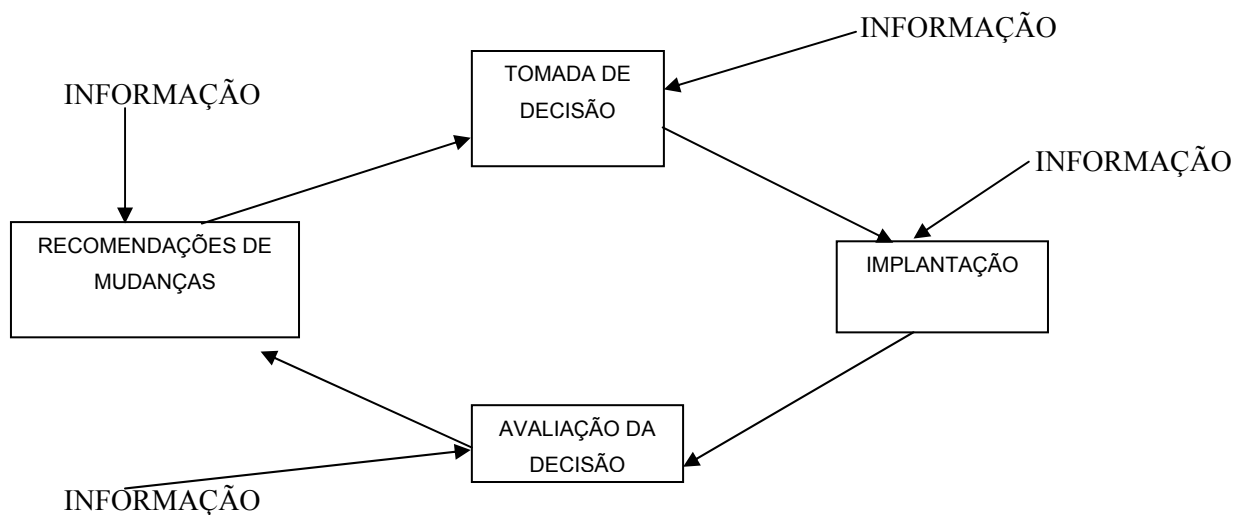 INFORMAÇÃO
TOMADA DE
DECISÃO
INFORMAÇÃO
INFORMAÇÃO
RECOMENDAÇÕES DE
MUDANÇAS
IMPLANTAÇÃO
AVALIAÇÃO DA
DECISÃO
INFORMAÇÃO